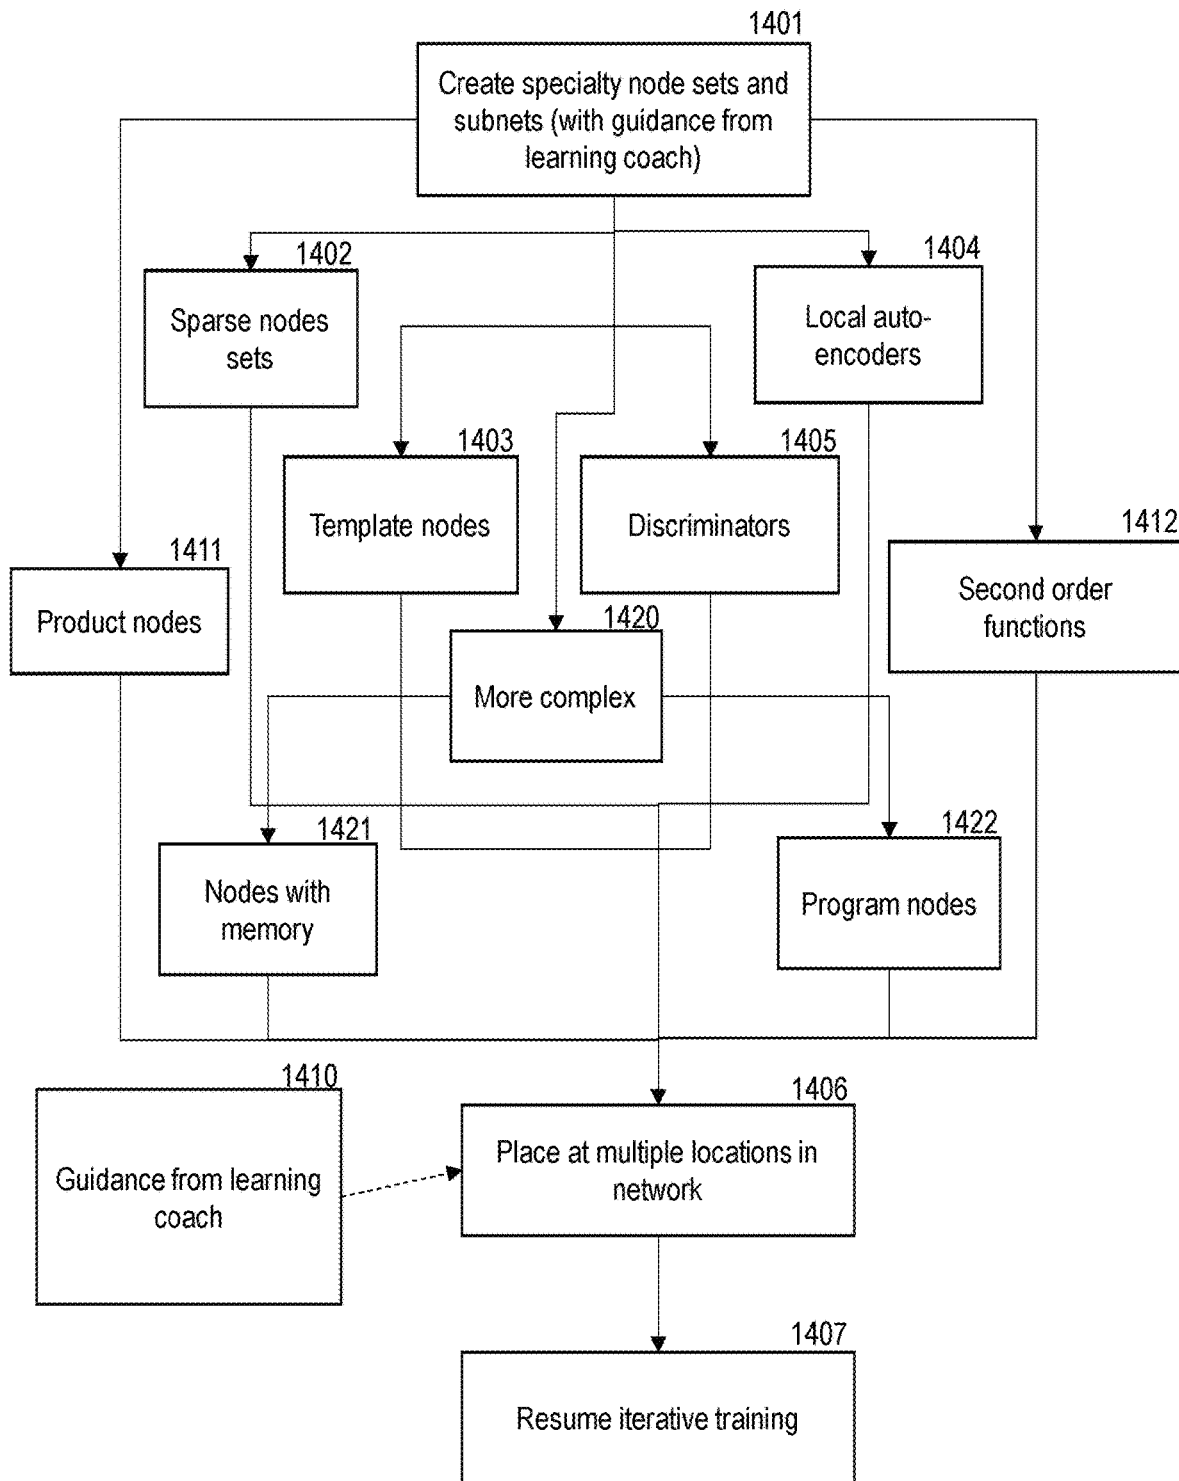 1401
Create specialty node sets and
subnets (with guidance from
learning coach)
1402
Sparse nodes
sets
1404
Local auto-
encoders
1403
Template nodes
1405
Discriminators
1411
Product nodes
1412
Second order
functions
1420
More complex
1421
Nodes with
memory
1422
Program nodes
1410
Guidance from learning
coach
1406
Place at multiple locations in
network
1407
Resume iterative training